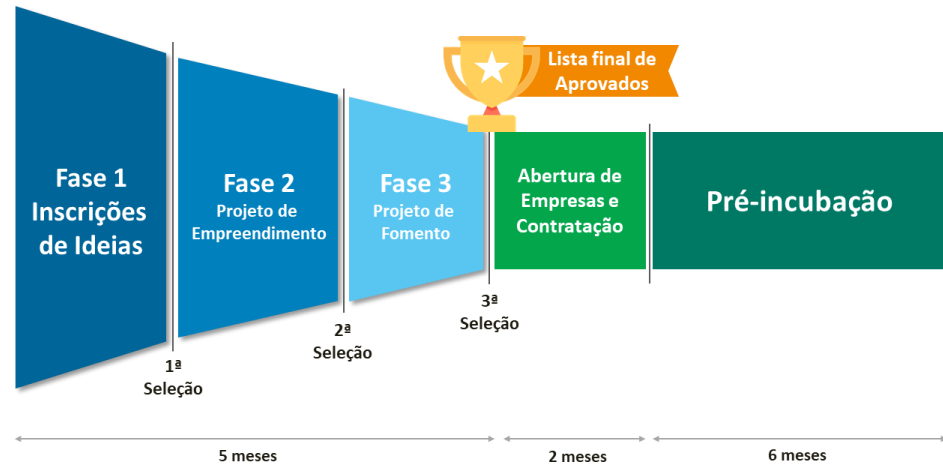 Fase 1
Inscrições
de Ideias
1ª
Seleção
Fase 2
Projeto de
Empreendimento
2ª
Seleção
Fase 3
Projeto de
Fomento
3ª
Seleção
Lista final de
Aprovados
Abertura de
Empresas e
Contratação
Pré-incubação
5 meses
2 meses
6 meses